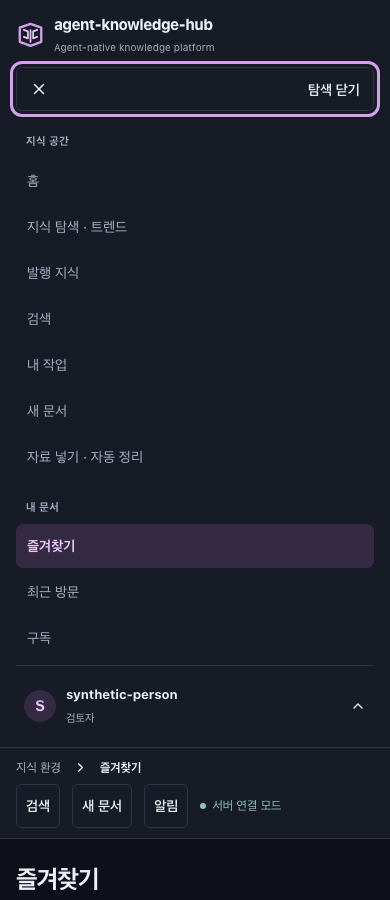 agent-knowledge-hub
Agent-native knowledge platform
탐색 닫기
지식 공간
홈
지식 탐색 · 트렌드
발행 지식
검색
내 작업
새 문서
자료 넣기 · 자동 정리
내 문서
즐겨찾기
최근 방문
구독
S synthetic-person
검토자
지식 환경 > 즐겨찾기
검색 새 문서 알림 서버 연결 모드
즐겨찾기